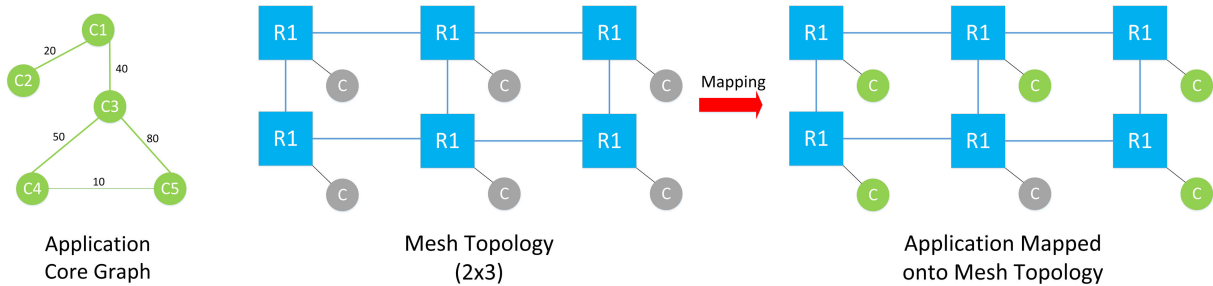 C1
20
C2
40
C3
50
80
C4
10
C5
Application
Core Graph
R1 R1 R1
C C C
R1 R1 R1
C C C
Mesh Topology
(2x3)
Mapping
R1 R1 R1
C C C
R1 R1 R1
C C C
Application Mapped
onto Mesh Topology